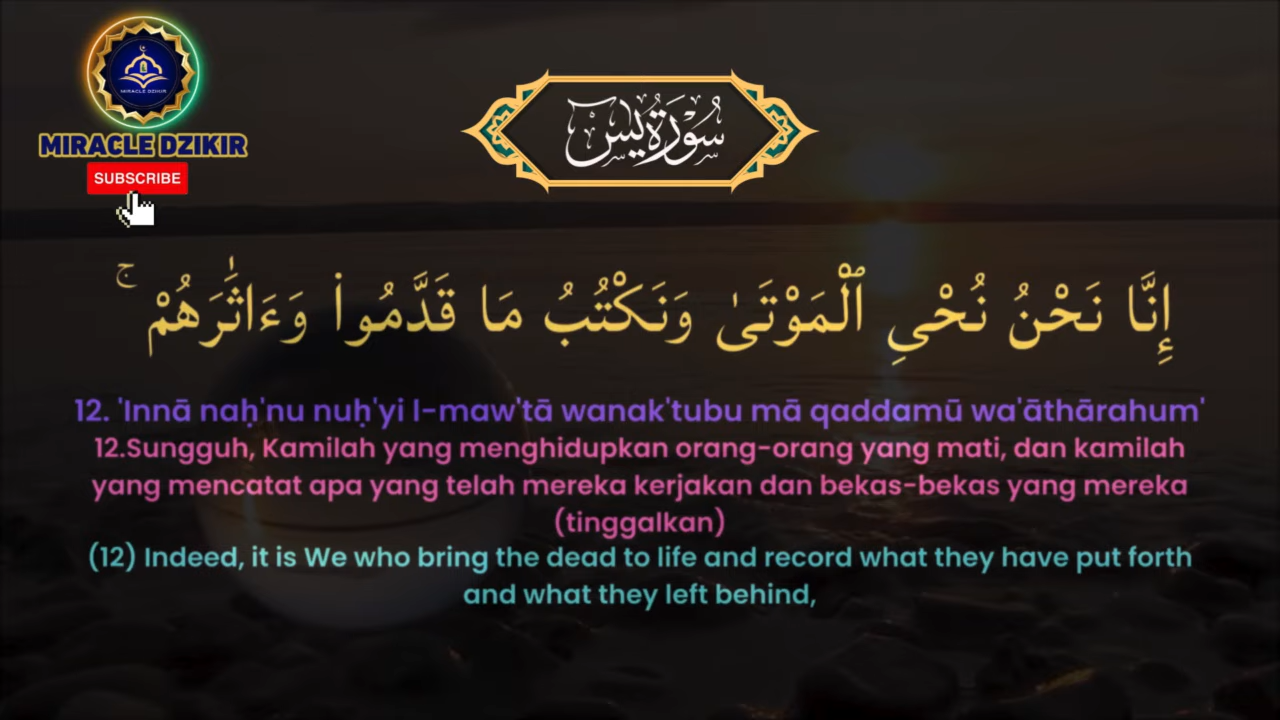 MIRACLE DZIKIR
MIRACLE DZIKIR
SUBSCRIBE
سُوْرَةُ يٰسٓ
إِنَّا نَحْنُ نُحْىِ ٱلْمَوْتَىٰ وَنَكْتُبُ مَا قَدَّمُوا۟ وَءَاثَٰرَهُمْ ۚ
12. 'Innā naḥ'nu nuḥ'yi l-maw'tā wanak'tubu mā qaddamū wa'āthārahum'
12.Sungguh, Kamilah yang menghidupkan orang-orang yang mati, dan kamilah
yang mencatat apa yang telah mereka kerjakan dan bekas-bekas yang mereka
(tinggalkan)
(12) Indeed, it is We who bring the dead to life and record what they have put forth
and what they left behind,